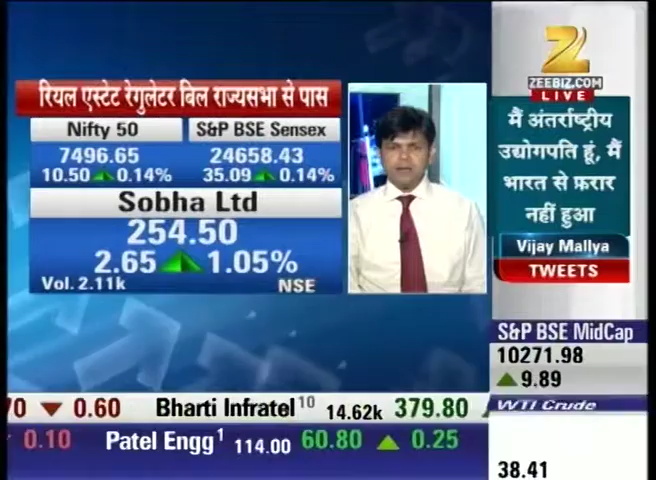 रियल एस्टेट रेगुलेटर बिल राज्यसभा से पास
Nifty 50
S&P BSE Sensex
7496.65
24658.43
10.50 0.14%
35.09 0.14%
Sobha Ltd
254.50
2.65 1.05%
Vol. 2.11k
NSE
ZEEBIZ.COM
LIVE
मैं अंतर्राष्ट्रीय
उद्योगपति हूं, मैं
भारत से फ़रार
नहीं हुआ
Vijay Mallya
TWEETS
S&P BSE MidCap
10271.98
9.89
WTI Crude
38.41
70 0.60 Bharti Infratel 10 14.62k 379.80
0.10 Patel Engg 1 114.00 60.80 0.25